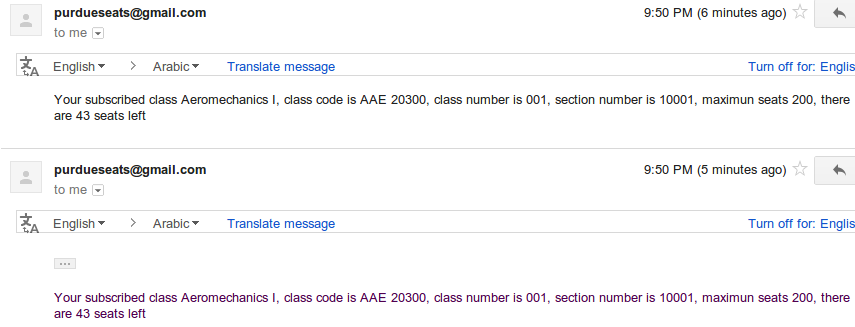 purdueseats@gmail.com 9:50 PM (6 minutes ago)
to me
English > Arabic Translate message Turn off for: Englis
Your subscribed class Aeromechanics I, class code is AAE 20300, class number is 001, section number is 10001, maximun seats 200, there
are 43 seats left
purdueseats@gmail.com 9:50 PM (5 minutes ago)
to me
English > Arabic Translate message Turn off for: Englis
...
Your subscribed class Aeromechanics I, class code is AAE 20300, class number is 001, section number is 10001, maximun seats 200, there
are 43 seats left